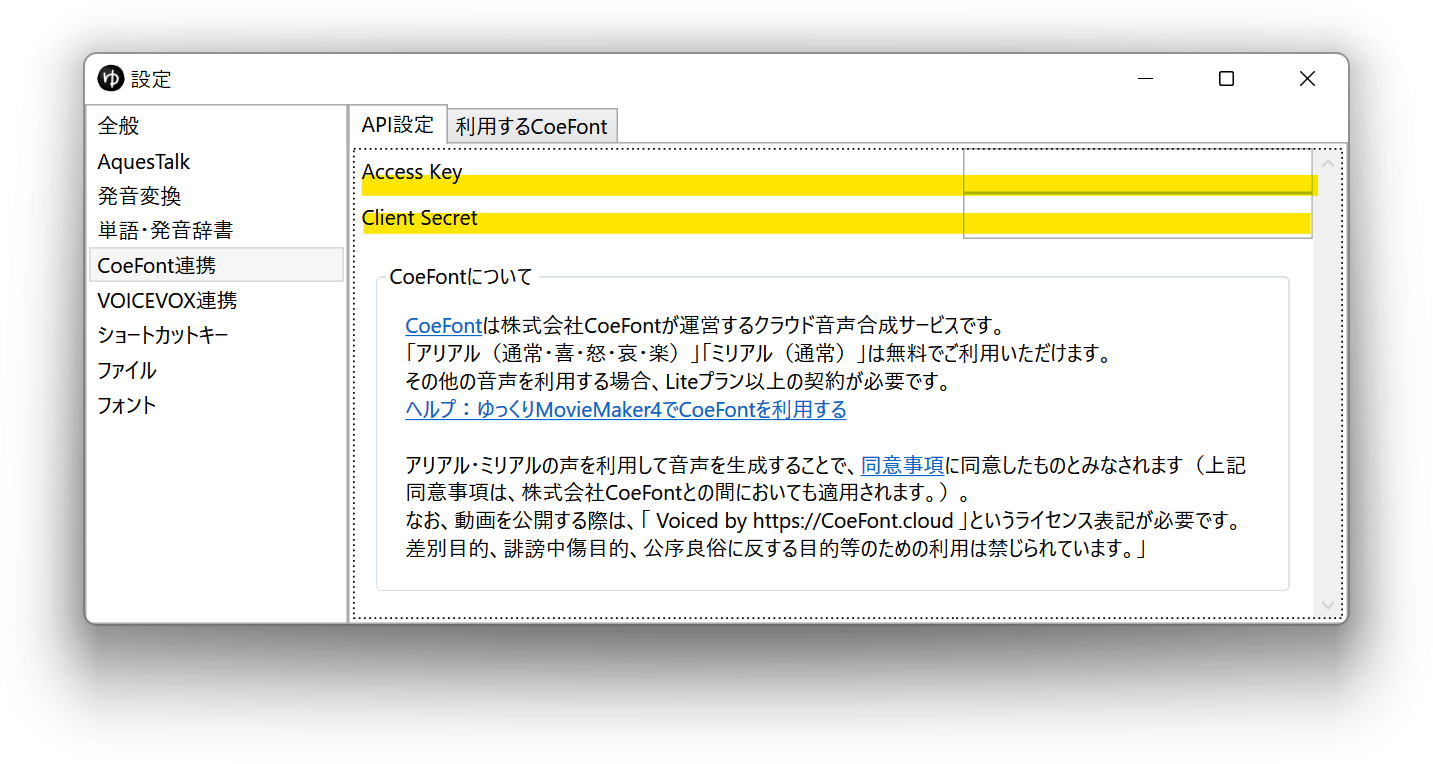 ゆ 設定
全般
AquesTalk
発音変換
単語・発音辞書
CoeFont連携
VOICEVOX連携
ショートカットキー
ファイル
フォント
API設定
利用するCoeFont
Access Key
Client Secret
CoeFontについて
CoeFontは株式会社CoeFontが運営するクラウド音声合成サービスです。
「アリアル（通常・喜・怒・哀・楽）」「ミリアル（通常）」は無料でご利用いただけます。
その他の音声を利用する場合、Liteプラン以上の契約が必要です。
ヘルプ：ゆっくりMovieMaker4でCoeFontを利用する
アリアル・ミリアルの声を利用して音声を生成することで、同意事項に同意したものとみなされます（上記
同意事項は、株式会社CoeFontとの間においても適用されます。）。
なお、動画を公開する際は、「 Voiced by https://CoeFont.cloud 」というライセンス表記が必要です。
差別目的、誹謗中傷目的、公序良俗に反する目的等のための利用は禁じられています。」